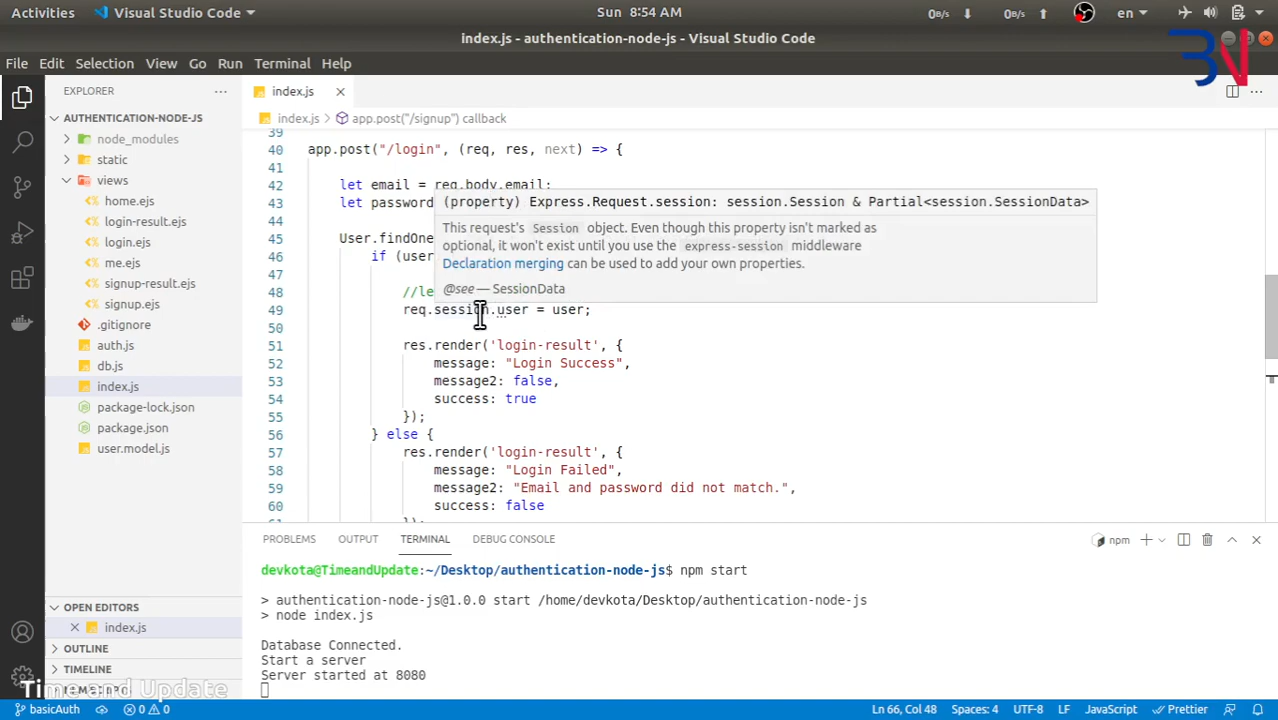 Activities Visual Studio Code Sun 8:54 AM 0B/s 0B/s en
index.js - authentication-node-js - Visual Studio Code
File Edit Selection View Go Run Terminal Help
EXPLORER
AUTHENTICATION-NODE-JS
node_modules
static
views
home.ejs
login-result.ejs
login.ejs
me.ejs
signup-result.ejs
signup.ejs
.gitignore
auth.js
db.js
index.js
package-lock.json
package.json
user.model.js
OPEN EDITORS
index.js
OUTLINE
TIMELINE
Time and Update
index.js
index.js app.post("/signup") callback
39
40 app.post("/login", (req, res, next) => {
41
42 let email = req.body.email;
43 let password
44
45 User.findOne
46 if (user
47
48 //le
49 req.session.user = user;
50
51 res.render('login-result', {
52 message: "Login Success",
53 message2: false,
54 success: true
55 });
56 } else {
57 res.render('login-result', {
58 message: "Login Failed",
59 message2: "Email and password did not match.",
60 success: false
61 });
(property) Express.Request.session: session.Session & Partial<session.SessionData>
This request's Session object. Even though this property isn't marked as
optional, it won't exist until you use the express-session middleware
Declaration merging can be used to add your own properties.
@see — SessionData
PROBLEMS OUTPUT TERMINAL DEBUG CONSOLE npm
devkota@TimeandUpdate:~/Desktop/authentication-node-js$ npm start
> authentication-node-js@1.0.0 start /home/devkota/Desktop/authentication-node-js
> node index.js
Database Connected.
Start a server
Server started at 8080
basicAuth 0 0 Ln 66, Col 48 Spaces: 4 UTF-8 LF JavaScript Prettier